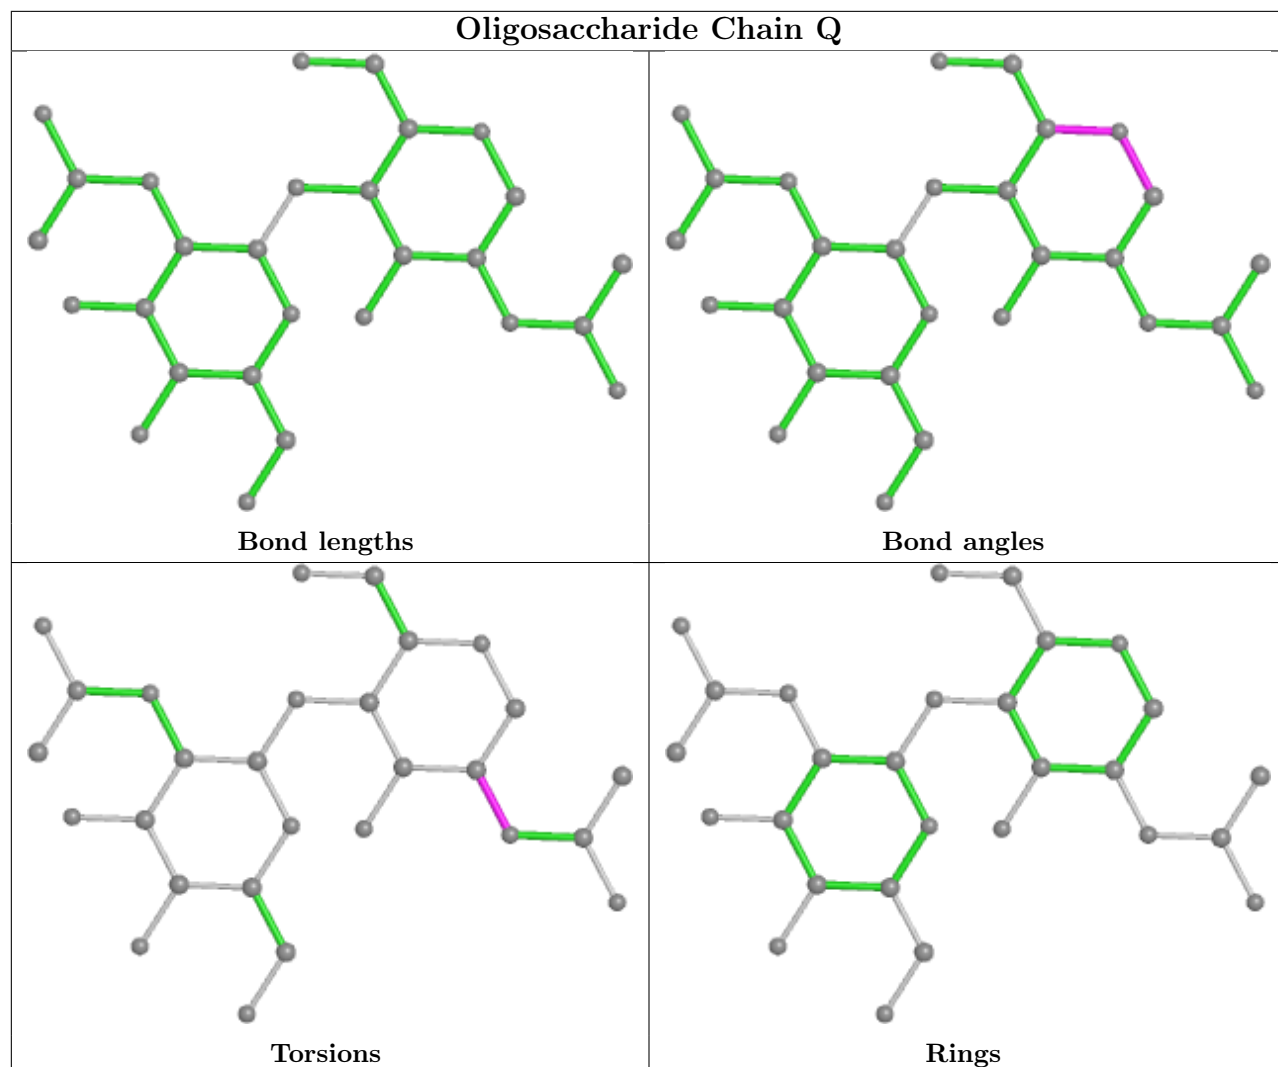 Oligosaccharide Chain Q
Bond lengths
Bond angles
Torsions
Rings